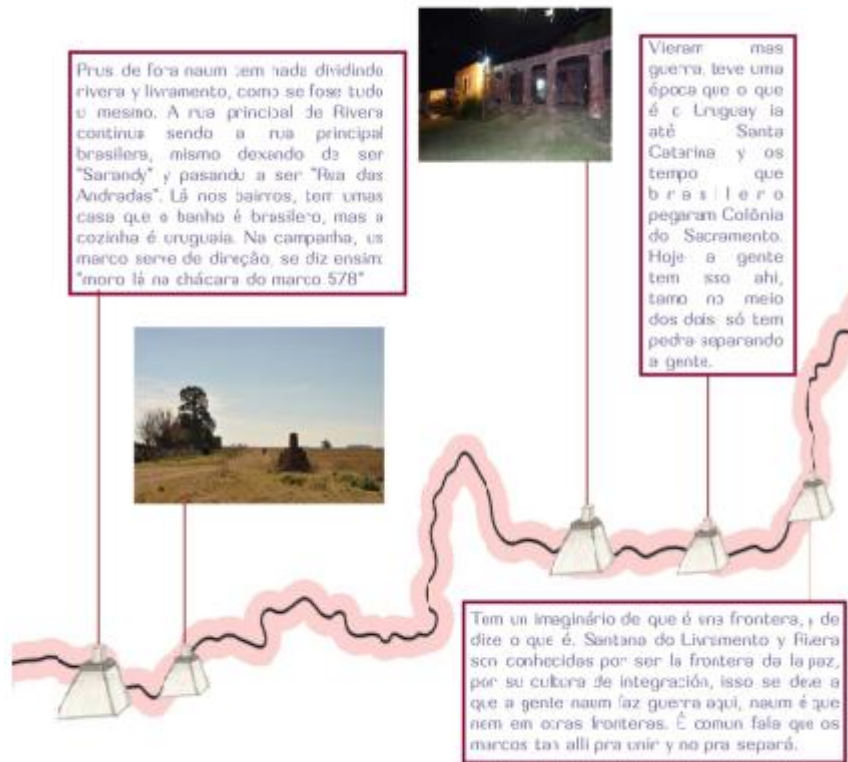 Prus de fora naum tem nada dividindo
rivera y livramento, como se fose tudo
u mesmo. A rua principal de Rivera
continua sendo a rua principal
brasilera, mismo dexando de ser
"Sarandy" y pasandu a ser "Rua das
Andradas". Lá nos bairros, tem umas
casa que o banho é brasilero, mas a
cozinha é uruguaia. Na campanha, us
marco serve de direção, se diz ensim:
"moro lá na chácara do marco 578"
Vieram mas
guerra, teve uma
época que o que
é o Uruguay ia
até Santa
Catarina y os
tempo que
brasilero
pegaram Colônia
do Sacramento.
Hoje a gente
tem isso ahi,
tamo no meio
dos dois, só tem
pedra separando
a gente.
Tem un imaginário de que é una frontera, y de
dize o que é. Santana do Livramento y Rivera
son conhecidas por ser la frontera da la paz,
por su cultura de integración, isso se deve a
que a gente naum faz guerra aqui, naum é que
nem em otras fronteras. É comun fala que os
marcos tan alli pra unir y no pra separá.